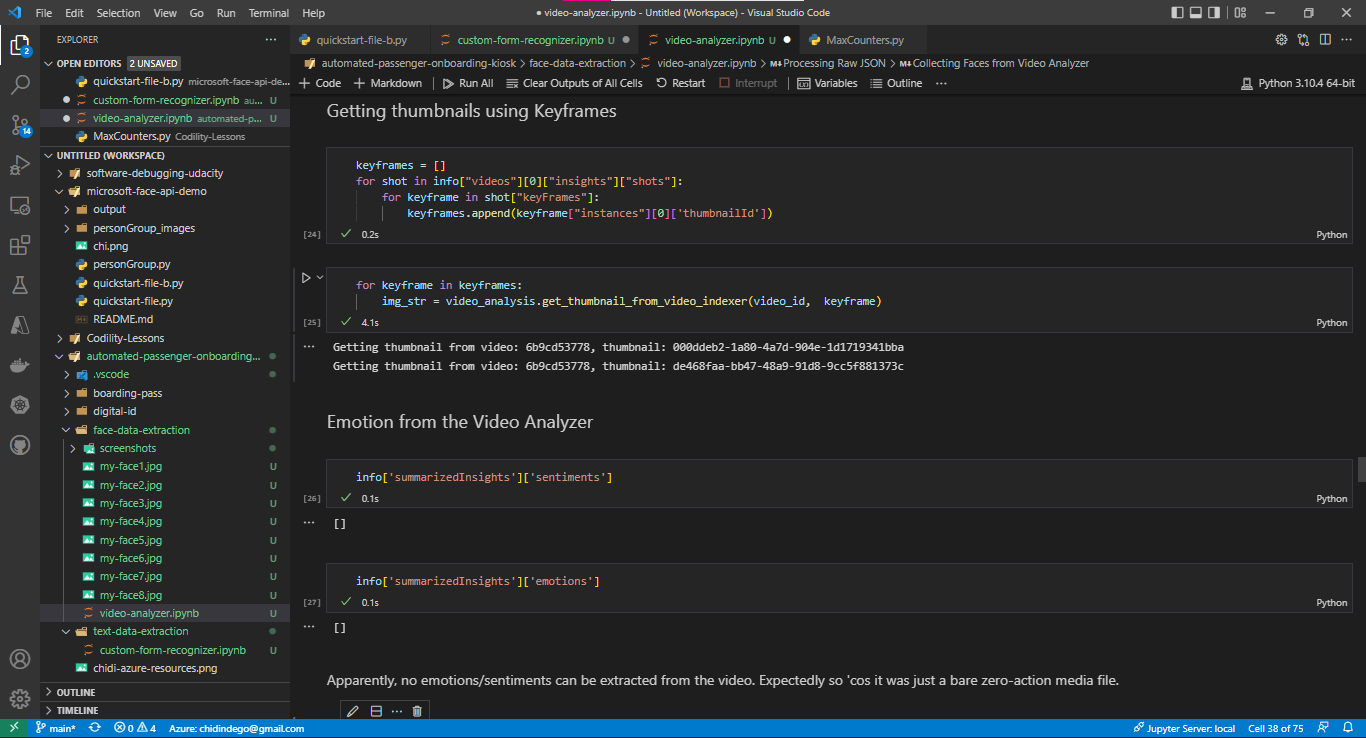 File Edit Selection View Go Run Terminal Help
● video-analyzer.ipynb - Untitled (Workspace) - Visual Studio Code
EXPLORER
OPEN EDITORS 2 UNSAVED
quickstart-file-b.py microsoft-face-api-de...
custom-form-recognizer.ipynb au... U
video-analyzer.ipynb automated-p... U
MaxCounters.py Codility-Lessons
UNTITLED (WORKSPACE)
software-debugging-udacity
microsoft-face-api-demo
output
personGroup_images
chi.png
personGroup.py
quickstart-file-b.py
quickstart-file.py
README.md
Codility-Lessons
automated-passenger-onboarding...
.vscode
boarding-pass
digital-id
face-data-extraction
screenshots
my-face1.jpg U
my-face2.jpg U
my-face3.jpg U
my-face4.jpg U
my-face5.jpg U
my-face6.jpg U
my-face7.jpg U
my-face8.jpg U
video-analyzer.ipynb U
text-data-extraction
custom-form-recognizer.ipynb U
chidi-azure-resources.png
OUTLINE
TIMELINE
2
14
quickstart-file-b.py
custom-form-recognizer.ipynb U
video-analyzer.ipynb U
MaxCounters.py
automated-passenger-onboarding-kiosk > face-data-extraction > video-analyzer.ipynb > Processing Raw JSON > Collecting Faces from Video Analyzer
+ Code + Markdown Run All Clear Outputs of All Cells Restart Interrupt Variables Outline ... Python 3.10.4 64-bit
Getting thumbnails using Keyframes
keyframes = []
for shot in info["videos"][0]["insights"]["shots"]:
for keyframe in shot["keyFrames"]:
keyframes.append(keyframe["instances"][0]['thumbnailId'])
[24] 0.2s Python
for keyframe in keyframes:
img_str = video_analysis.get_thumbnail_from_video_indexer(video_id, keyframe)
[25] 4.1s Python
Getting thumbnail from video: 6b9cd53778, thumbnail: 000ddeb2-1a80-4a7d-904e-1d1719341bba
Getting thumbnail from video: 6b9cd53778, thumbnail: de468faa-bb47-48a9-91d8-9cc5f881373c
Emotion from the Video Analyzer
info['summarizedInsights']['sentiments']
[26] 0.1s Python
[]
info['summarizedInsights']['emotions']
[27] 0.1s Python
[]
Apparently, no emotions/sentiments can be extracted from the video. Expectedly so 'cos it was just a bare zero-action media file.
main* 0 4 Azure: chidindego@gmail.com Jupyter Server: local Cell 38 of 75